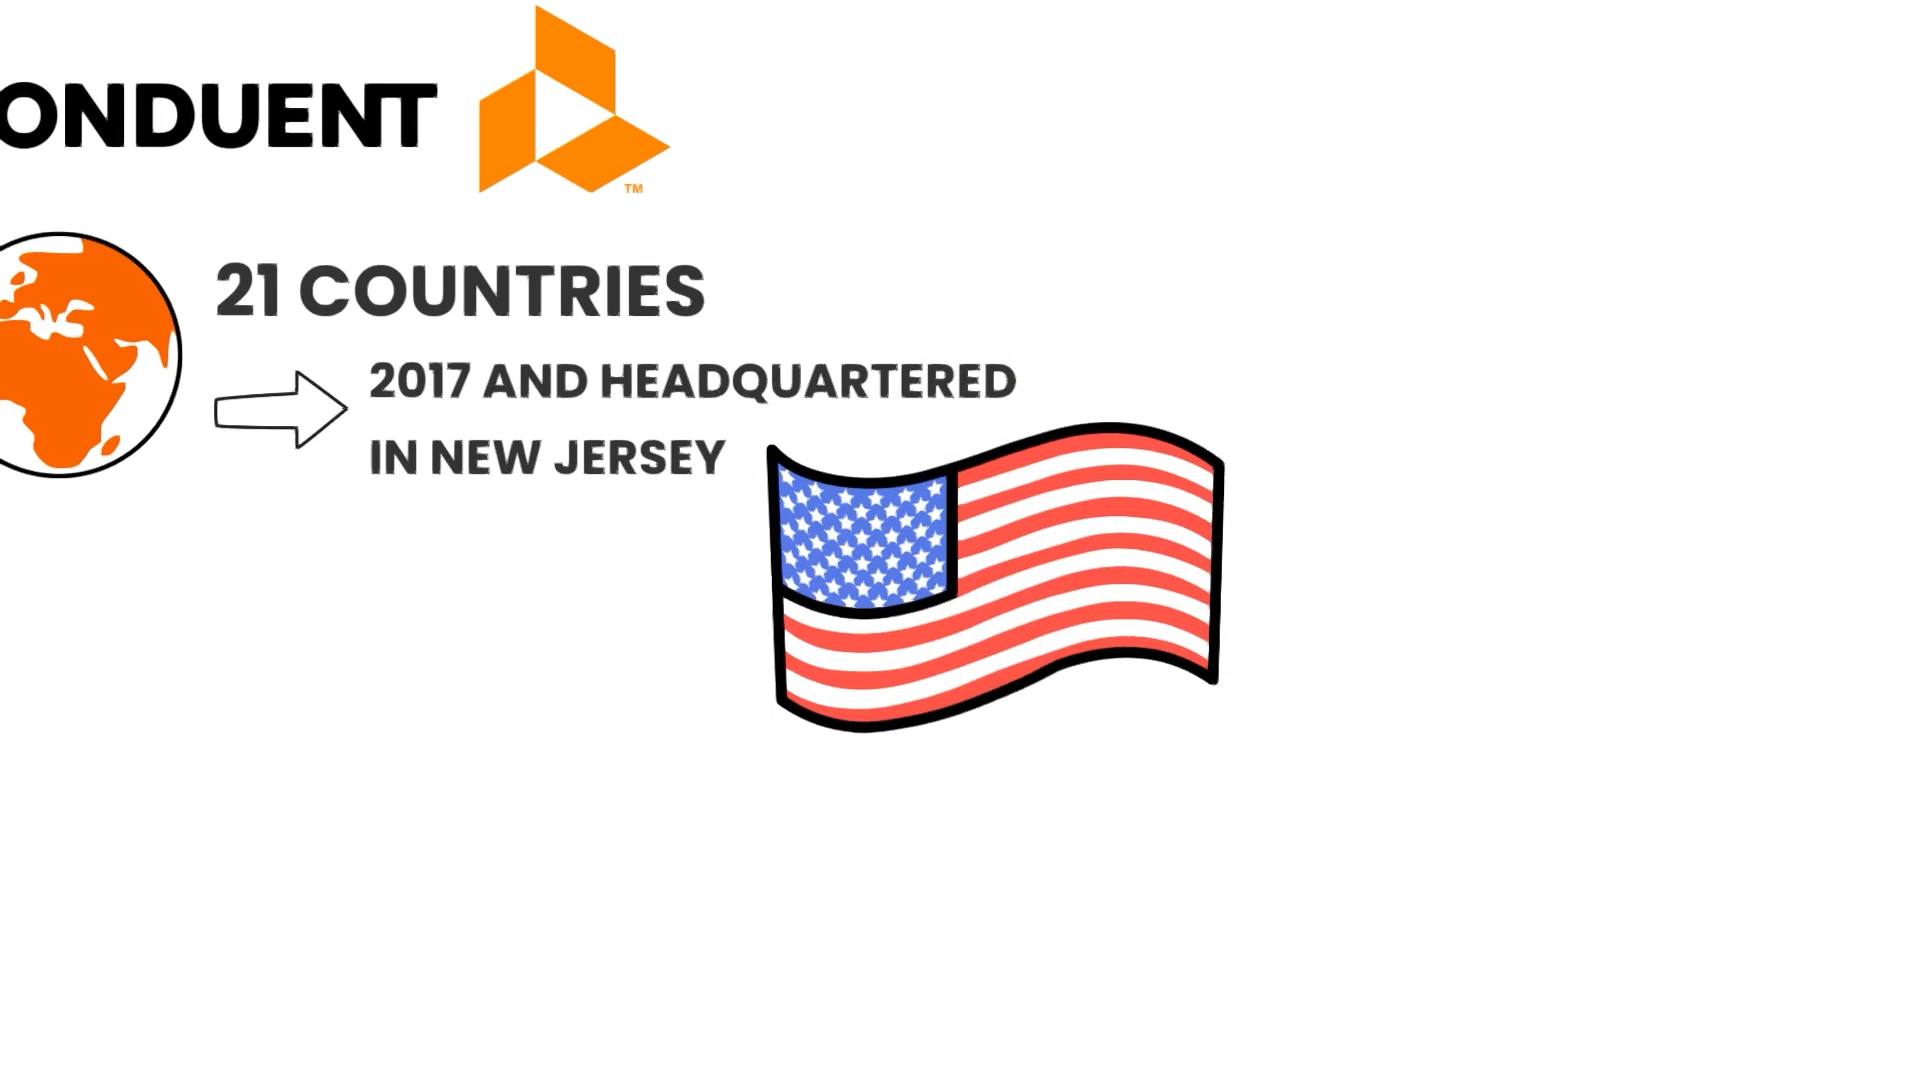 ONDUENT
TM
21 COUNTRIES
2017 AND HEADQUARTERED
IN NEW JERSEY